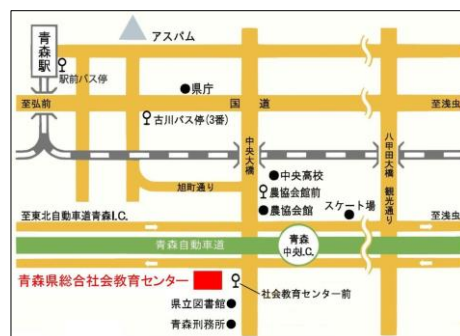 青森駅
アスパム
駅前バス停
県庁
至弘前
国道
至浅虫
古川バス停(3番)
中央大橋
八甲田大橋 観光通り
中央高校
旭町通り
農協会館前
農協会館
スケート場
至東北自動車道青森I.C.
至浅虫
青森自動車道
青森中央I.C.
青森県総合社会教育センター
社会教育センター前
県立図書館
青森刑務所